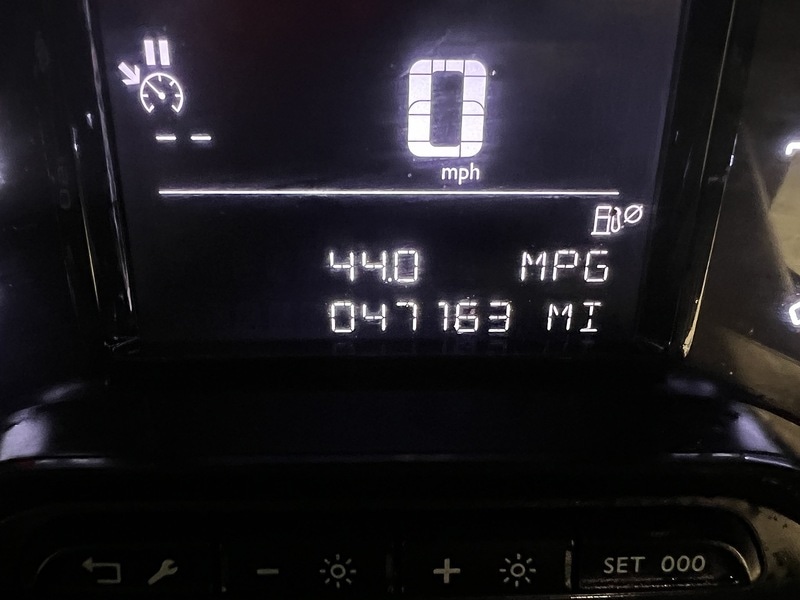 -- 
0
mph
44.0 MPG
047163 MI
- + SET 000